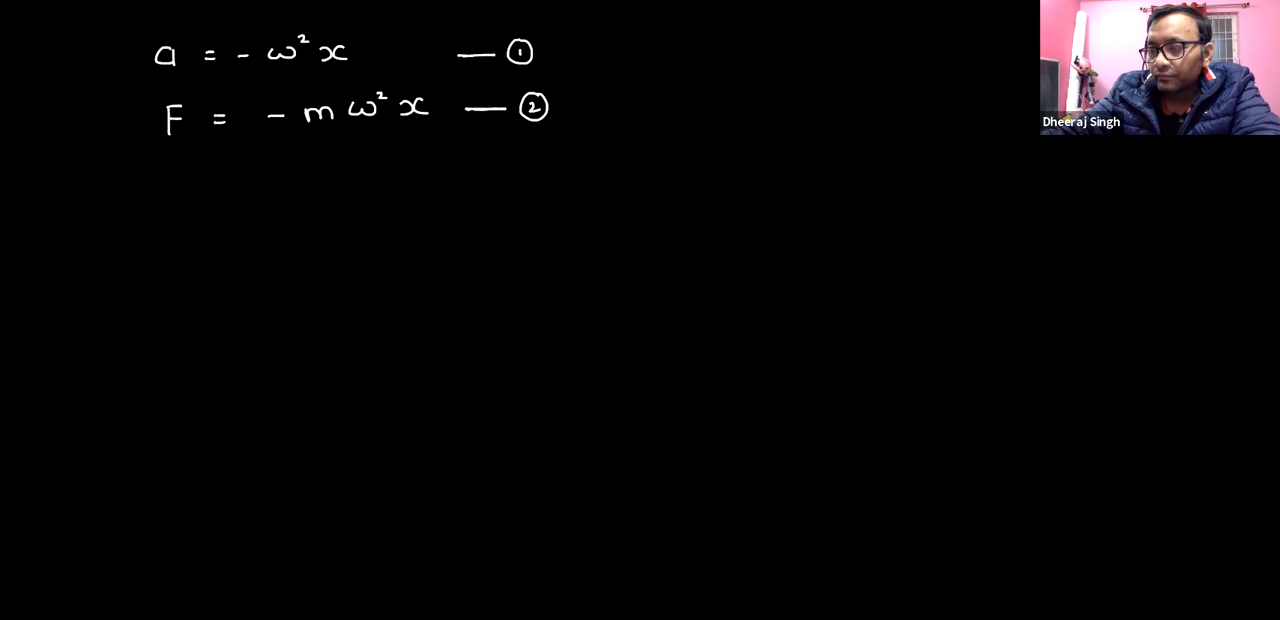 a = - ω² x — ①
F = - m ω² x — ②
Dheeraj Singh